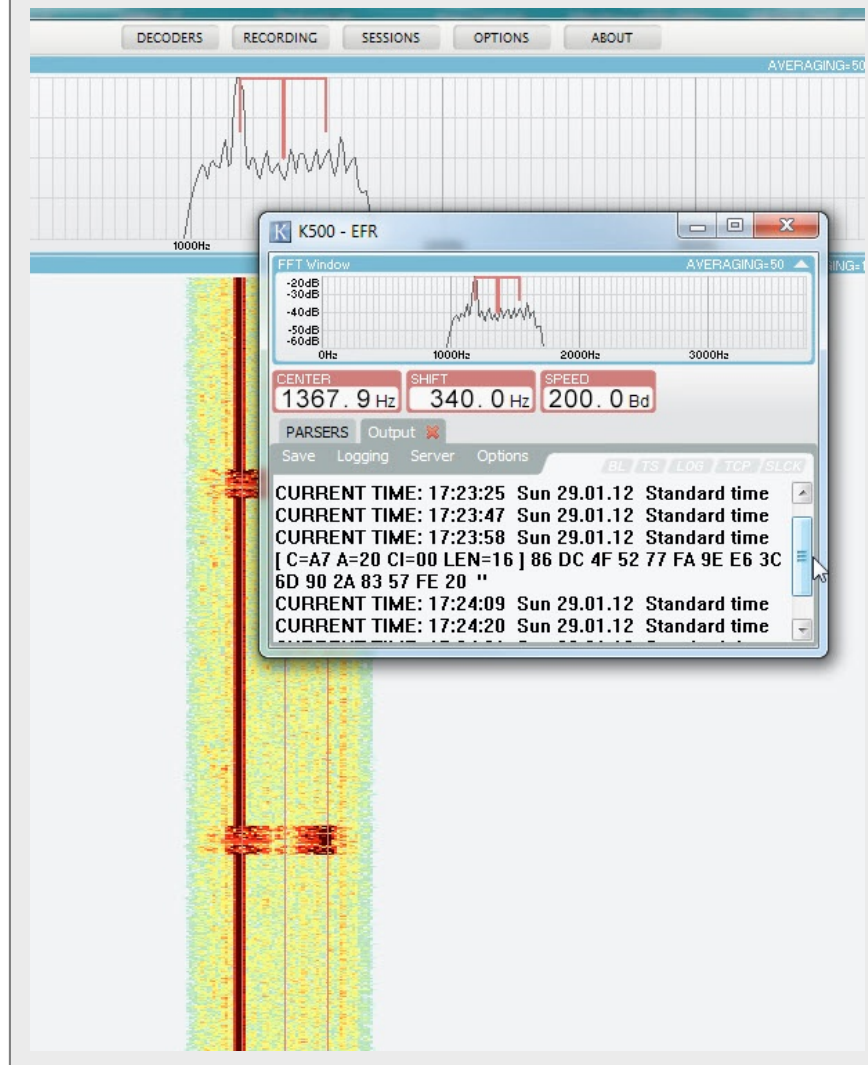 DECODERS RECORDING SESSIONS OPTIONS ABOUT
AVERAGING=50
1000Hz
K500 - EFR
FFT Window AVERAGING=50
-20dB
-30dB
-40dB
-50dB
-60dB
0Hz 1000Hz 2000Hz 3000Hz
CENTER SHIFT SPEED
1367.9 Hz 340.0 Hz 200.0 Bd
PARSERS Output
Save Logging Server Options BL TS LOG TCP SLCK
CURRENT TIME: 17:23:25 Sun 29.01.12 Standard time
CURRENT TIME: 17:23:47 Sun 29.01.12 Standard time
CURRENT TIME: 17:23:58 Sun 29.01.12 Standard time
[ C=A7 A=20 CI=00 LEN=16 ] 86 DC 4F 52 77 FA 9E E6 3C
6D 90 2A 83 57 FE 20 "
CURRENT TIME: 17:24:09 Sun 29.01.12 Standard time
CURRENT TIME: 17:24:20 Sun 29.01.12 Standard time